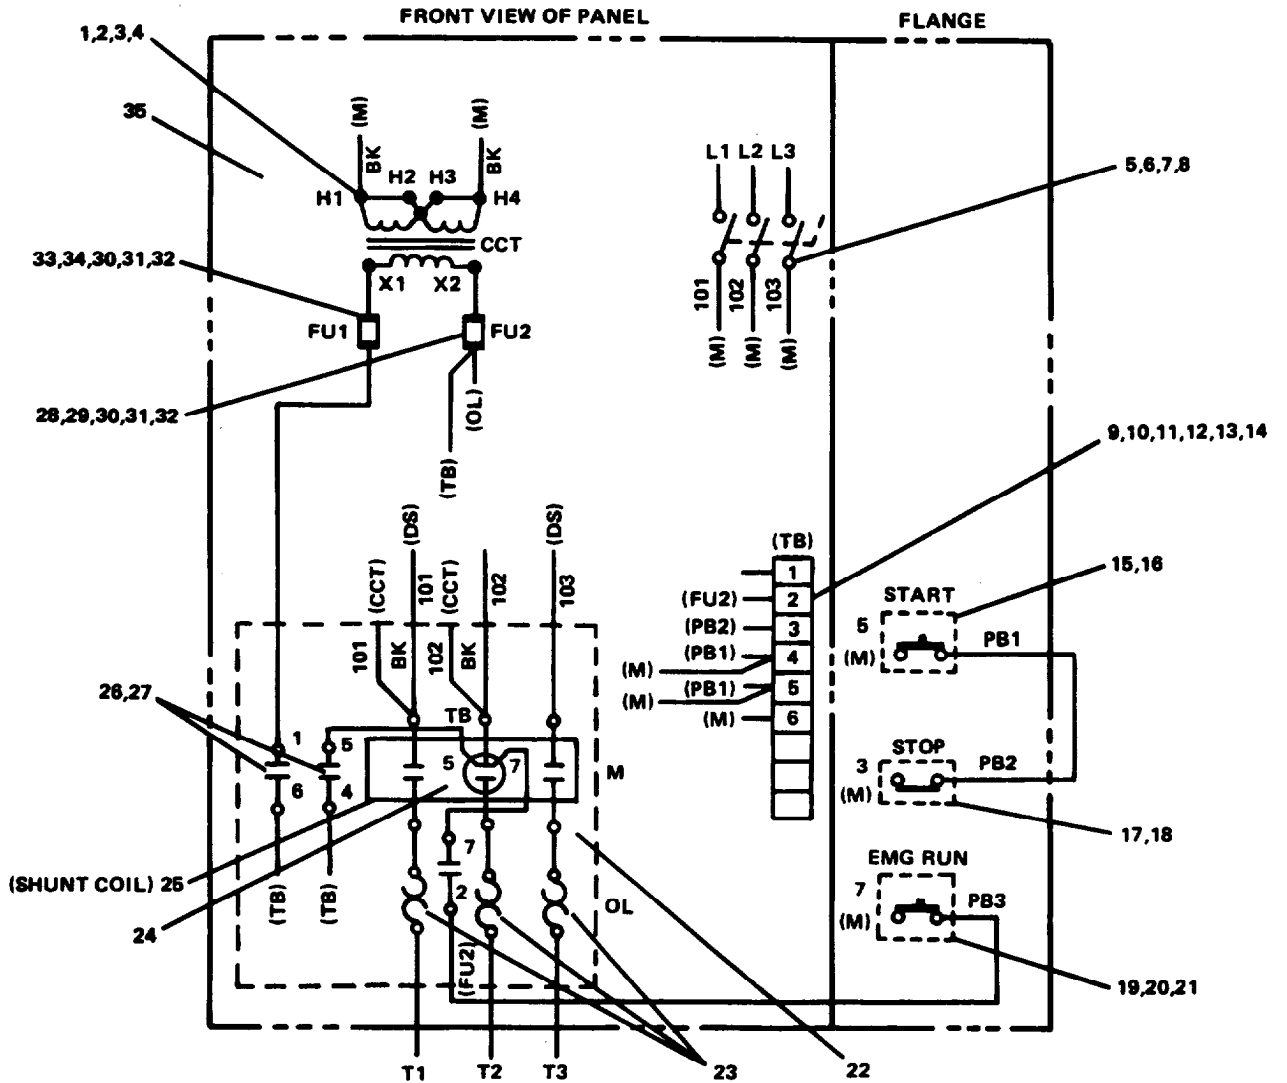 FRONT VIEW OF PANEL
FLANGE
1,2,3,4
35
(M)
(M)
BK
BK
H1
H2
H3
H4
CCT
X1
X2
33,34,30,31,32
FU1
FU2
28,29,30,31,32
(TB)
(OL)
L1 L2 L3
5,6,7,8
101
102
103
(M)
(M)
(M)
9,10,11,12,13,14
(DS)
(DS)
(CCT)
101
(CCT)
102
103
101
BK
102
BK
(TB)
1
(FU2)
2
(PB2)
3
(PB1)
4
(M)
(PB1)
5
(M)
(M)
6
15,16
START
5
(M)
PB1
STOP
3
(M)
PB2
17,18
EMG RUN
7
(M)
PB3
19,20,21
26,27
TB
1
5
5
7
M
6
4
7
2
(SHUNT COIL) 25
24
(TB)
(TB)
(FU2)
OL
T1
T2
T3
23
22